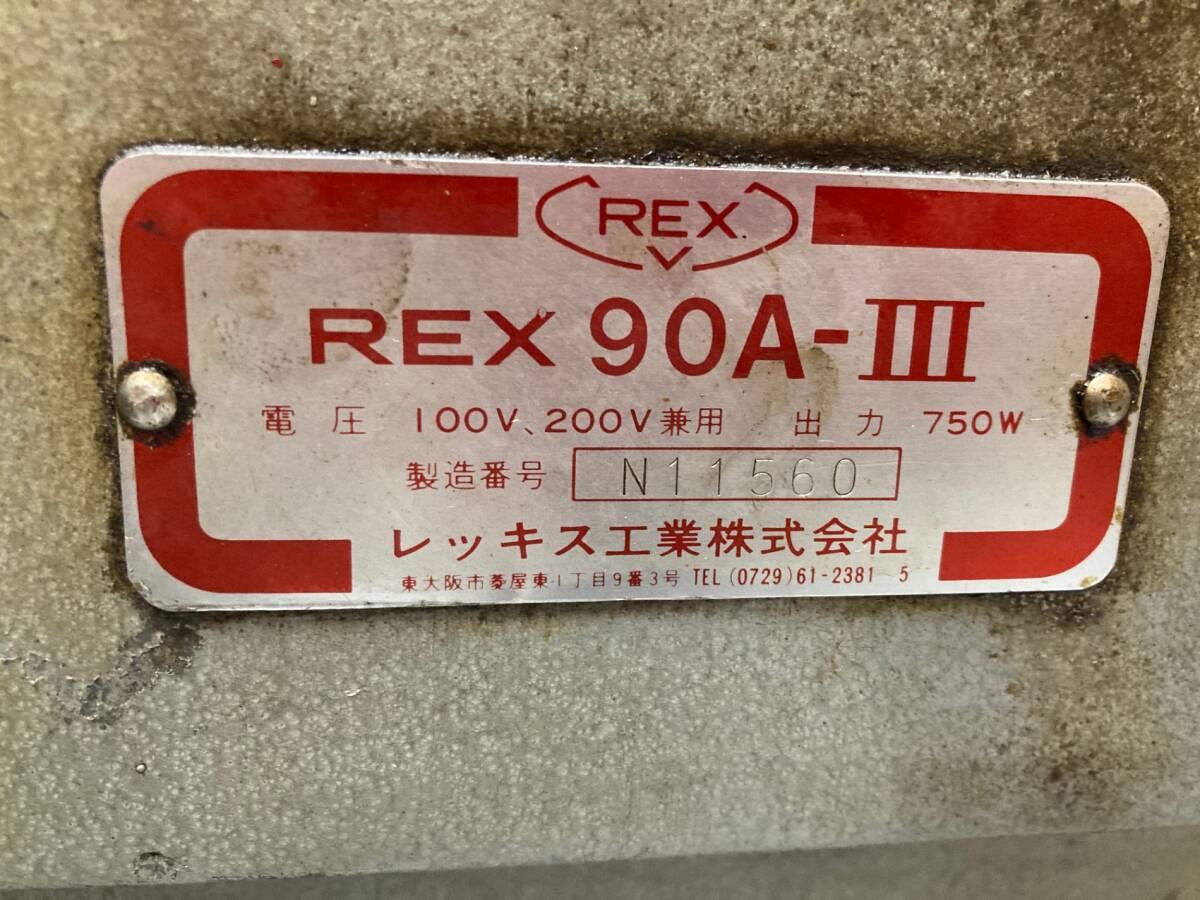 REX.
REX 90A-III
電圧 100V、200V兼用 出力 750W
製造番号 N11560
レッキス工業株式会社
東大阪市菱屋東1丁目9番3号 TEL (0729)61-2381~5